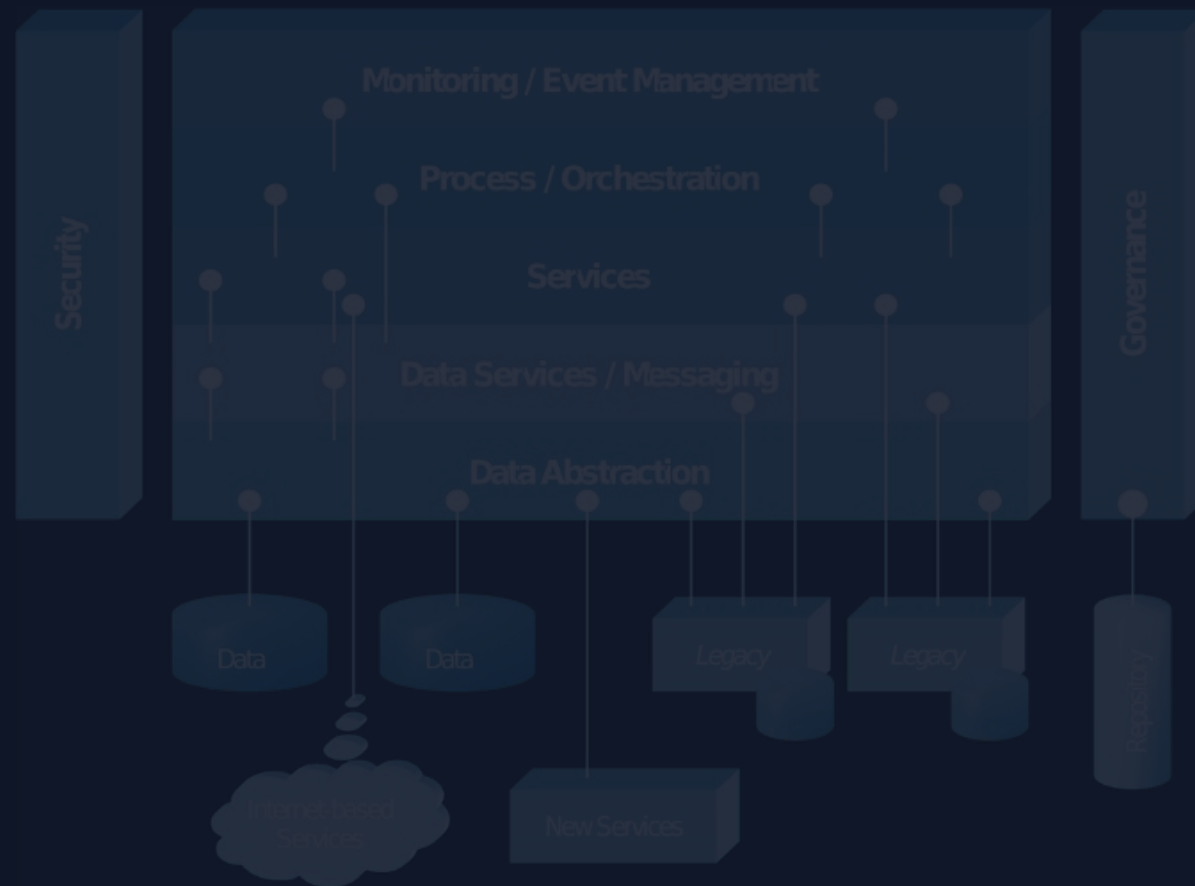 Monitoring / Event Management
Process / Orchestration
Services
Data Services / Messaging
Data Abstraction
Security
Governance
Data
Data
Legacy
Legacy
Repository
Internet-based
Services
New Services